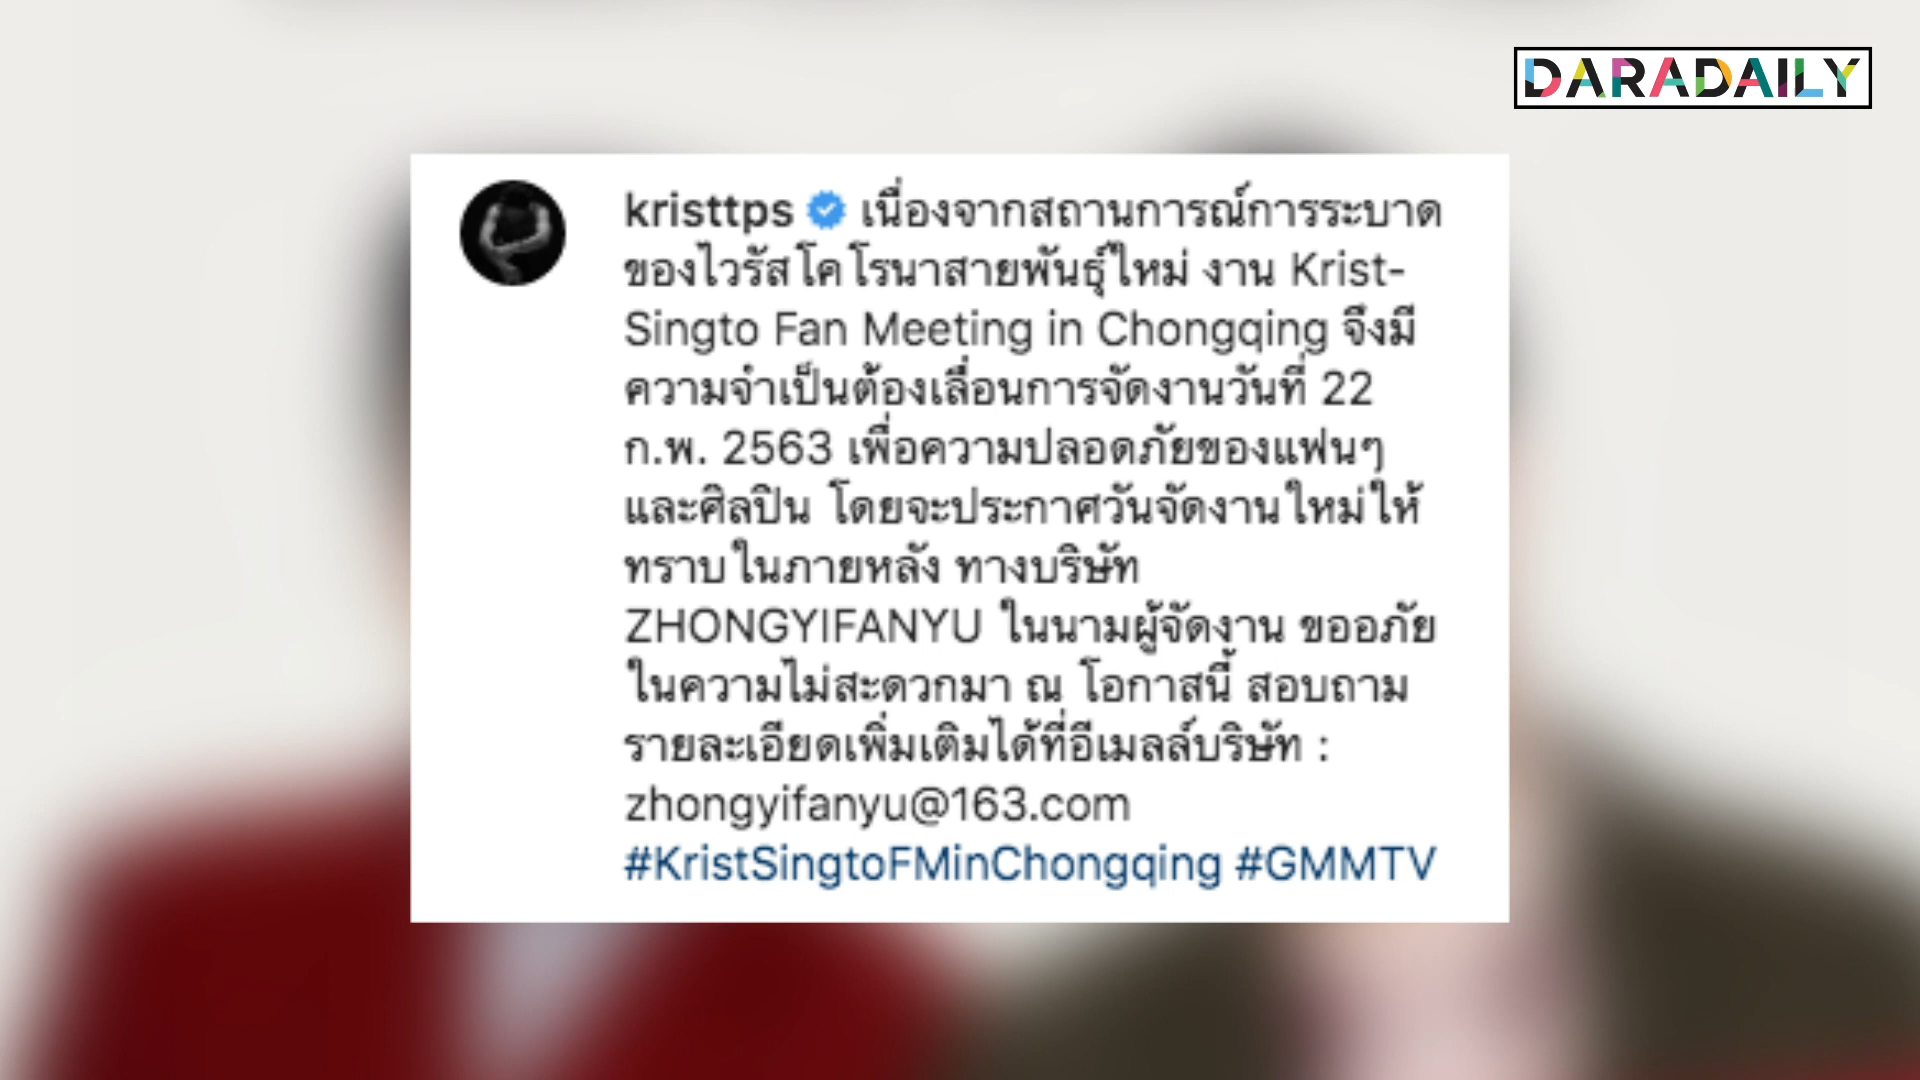 DARADAILY
kristtps เนื่องจากสถานการณ์การระบาด
ของไวรัสโคโรนาสายพันธุ์ใหม่ งาน Krist-
Singto Fan Meeting in Chongqing จึงมี
ความจำเป็นต้องเลื่อนการจัดงานวันที่ 22
ก.พ. 2563 เพื่อความปลอดภัยของแฟนๆ
และศิลปิน โดยจะประกาศวันจัดงานใหม่ให้
ทราบในภายหลัง ทางบริษัท
ZHONGYIFANYU ในนามผู้จัดงาน ขออภัย
ในความไม่สะดวกมา ณ โอกาสนี้ สอบถาม
รายละเอียดเพิ่มเติมได้ที่อีเมลล์บริษัท :
zhongyifanyu@163.com
#KristSingtoFMinChongqing #GMMTV